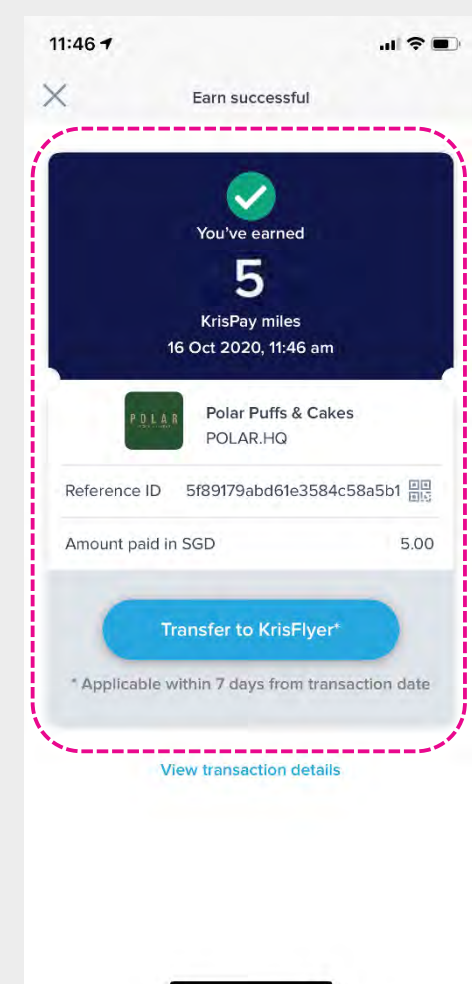 11:46
Earn successful
You've earned
5
KrisPay miles
16 Oct 2020, 11:46 am
POLAR
Polar Puffs & Cakes
POLAR.HQ
Reference ID 5f89179abd61e3584c58a5b1
Amount paid in SGD 5.00
Transfer to KrisFlyer*
* Applicable within 7 days from transaction date
View transaction details